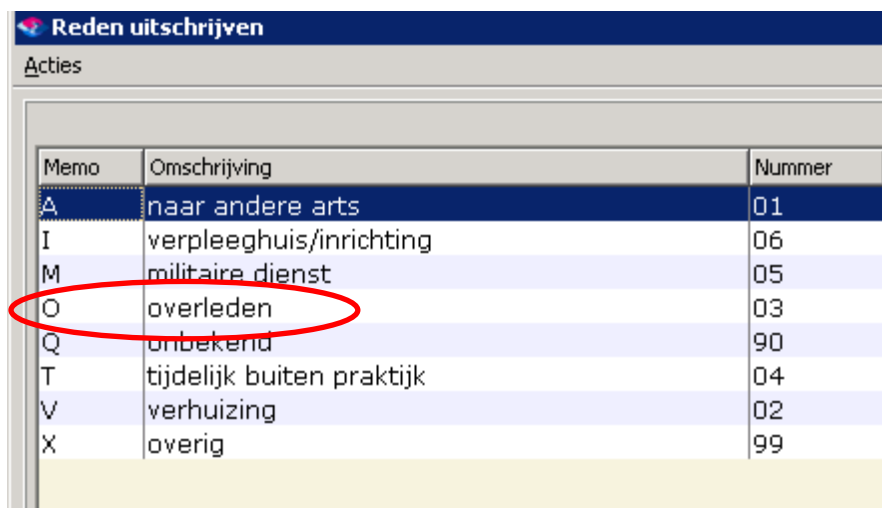 Reden uitschrijven
Acties
Memo Omschrijving Nummer
A naar andere arts 01
I verpleeghuis/inrichting 06
M militaire dienst 05
O overleden 03
Q onbekend 90
T tijdelijk buiten praktijk 04
V verhuizing 02
X overig 99